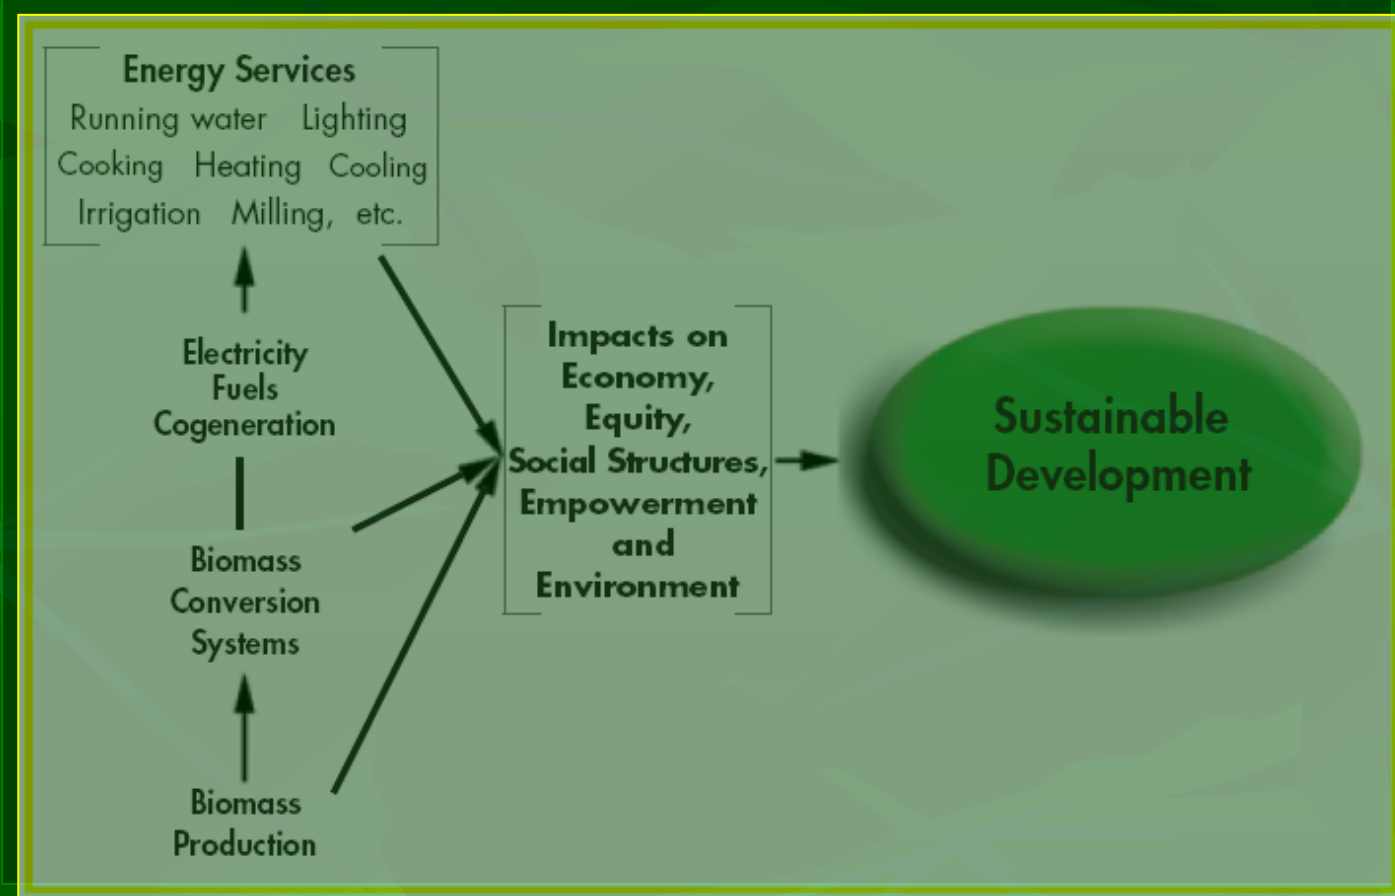 Energy Services
Running water Lighting
Cooking Heating Cooling
Irrigation Milling, etc.
Electricity
Fuels
Cogeneration
Biomass
Conversion
Systems
Biomass
Production
Impacts on
Economy,
Equity,
Social Structures,
Empowerment
and
Environment
Sustainable
Development